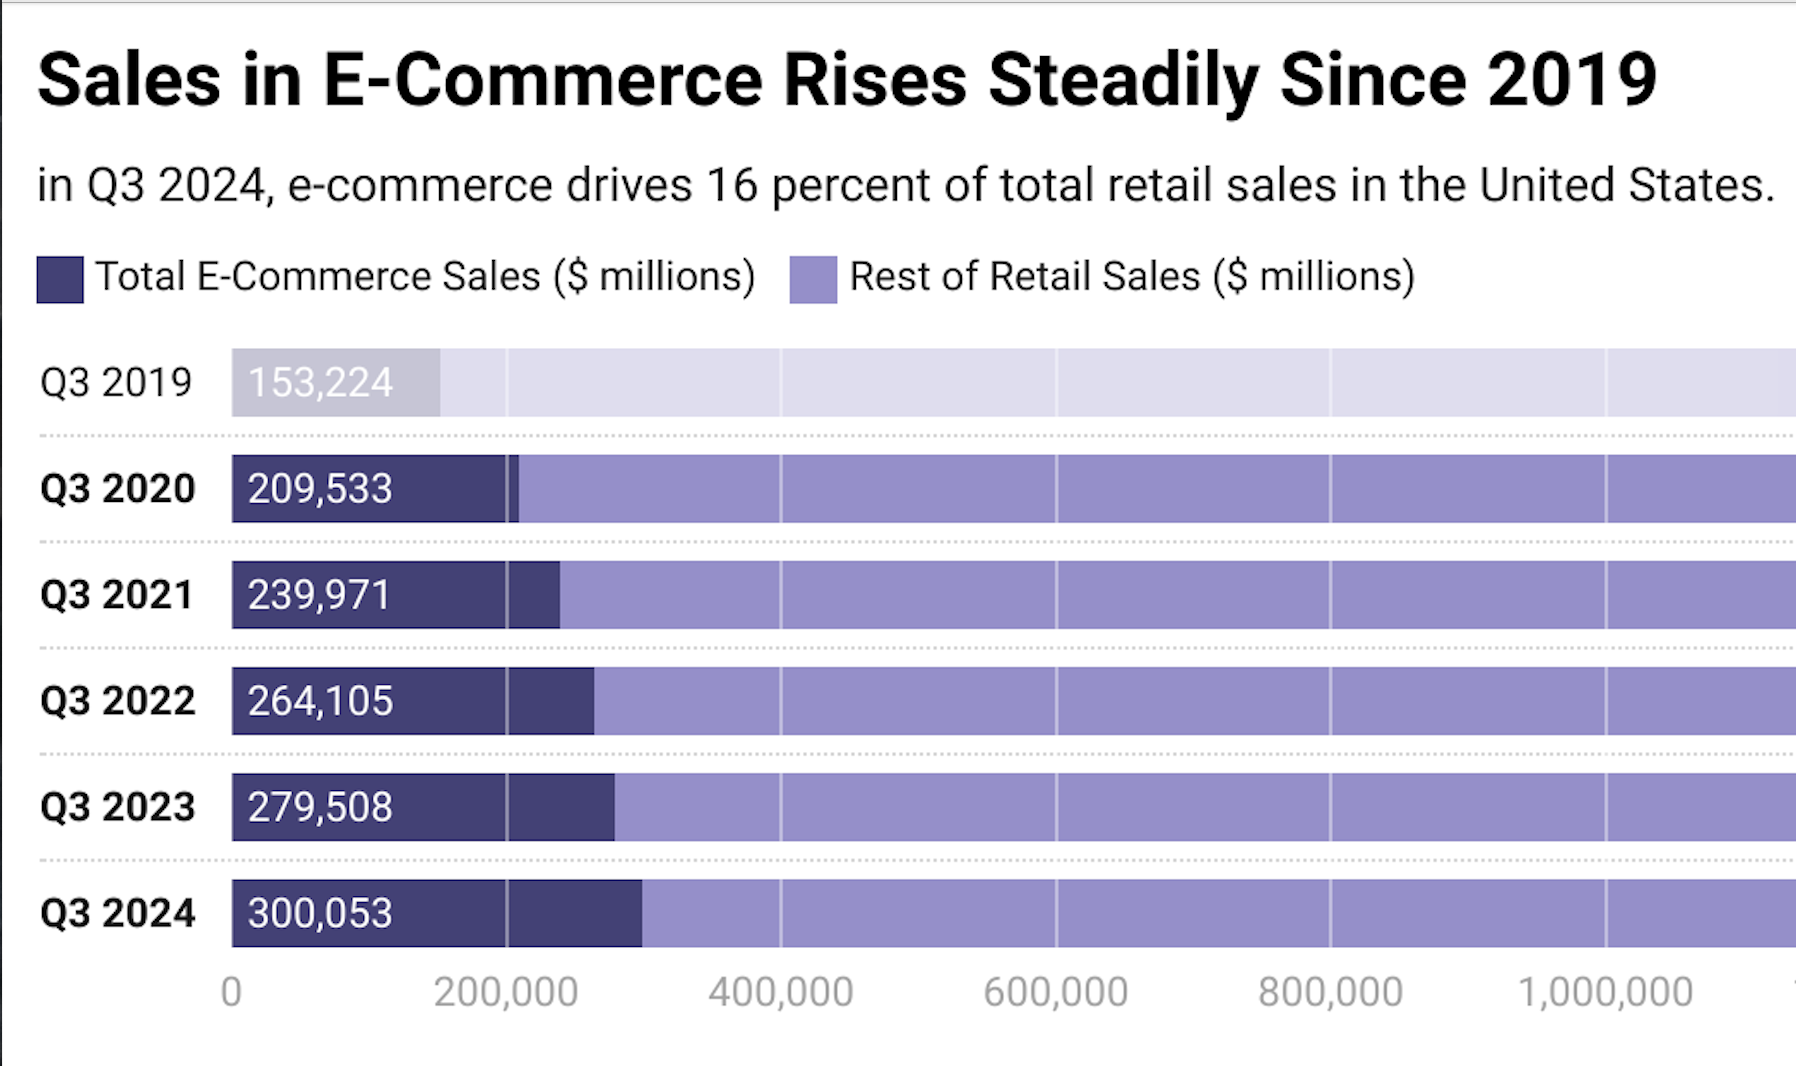 Sales in E-Commerce Rises Steadily Since 2019
in Q3 2024, e-commerce drives 16 percent of total retail sales in the United States.
Total E-Commerce Sales ($ millions) Rest of Retail Sales ($ millions)
Q3 2019 153,224
Q3 2020 209,533
Q3 2021 239,971
Q3 2022 264,105
Q3 2023 279,508
Q3 2024 300,053
0 200,000 400,000 600,000 800,000 1,000,000